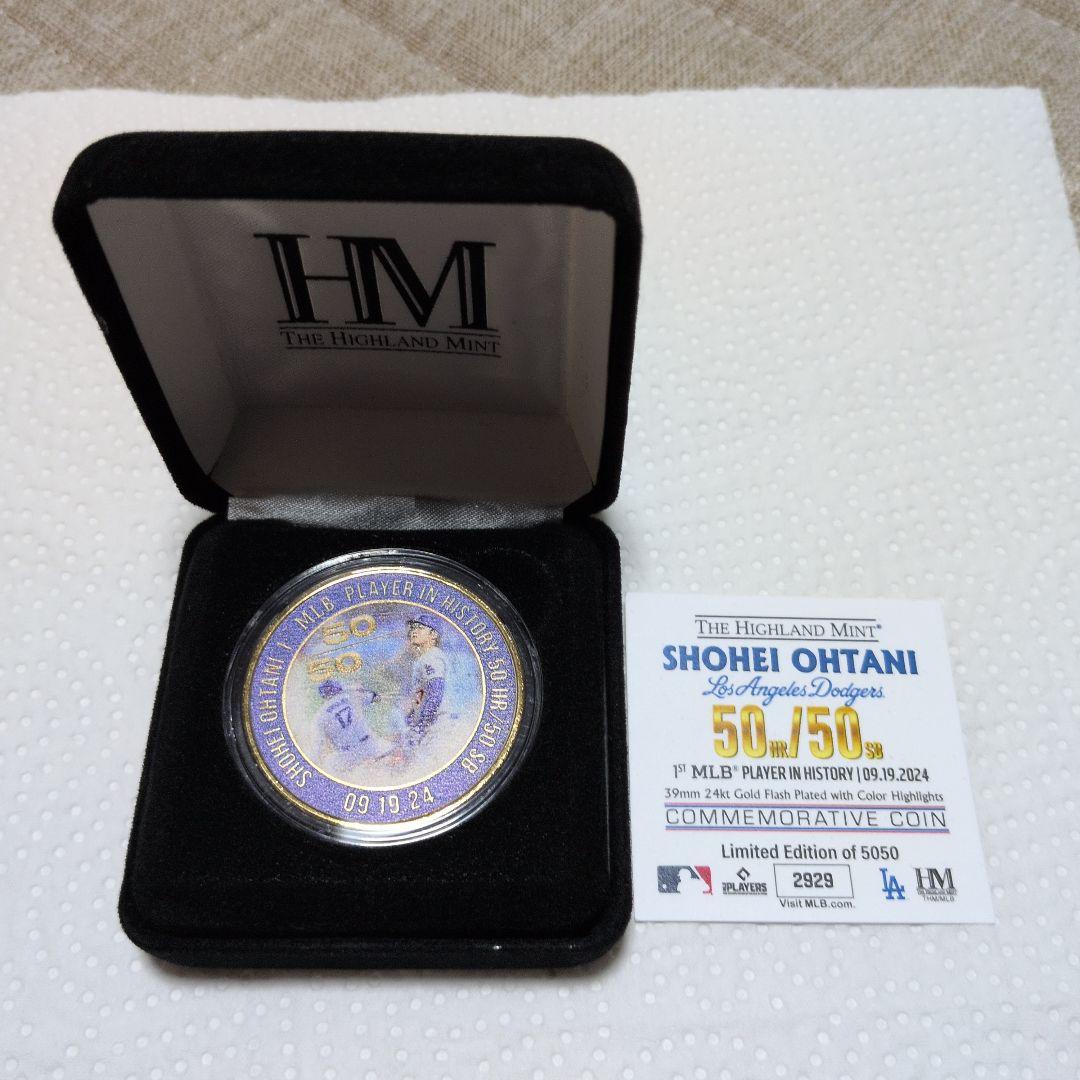 HM
THE HIGHLAND MINT
SHOHEI OHTANI 1 MLB PLAYER IN HISTORY 50 HR/50 SB
50
50
17
09 19 24
THE HIGHLAND MINT®
SHOHEI OHTANI
Los Angeles Dodgers
50HR/50SB
1ST MLB® PLAYER IN HISTORY | 09.19.2024
39mm 24kt Gold Flash Plated with Color Highlights
COMMEMORATIVE COIN
Limited Edition of 5050
PLAYERS
2929
LA
HM
THM/MLB
Visit MLB.com.